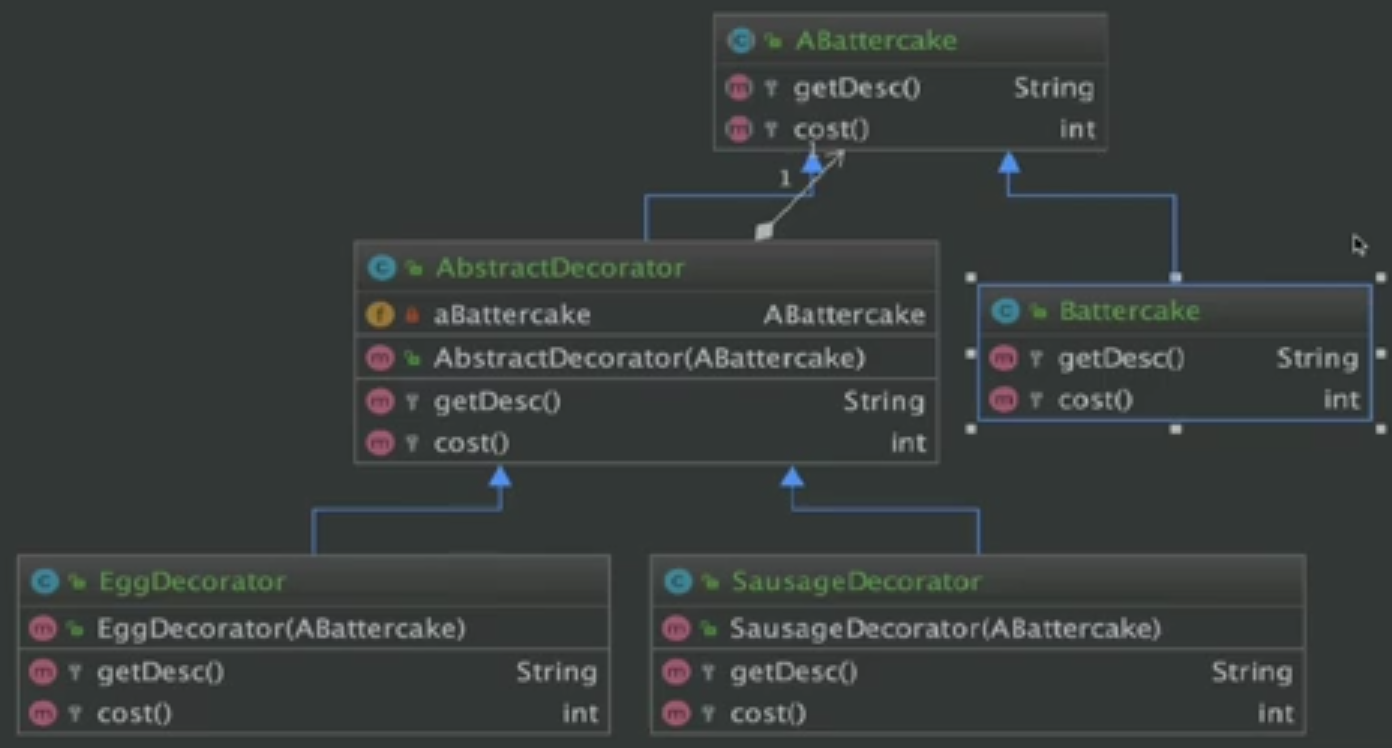 ABattercake
getDesc() String
cost() int
1
1
AbstractDecorator
aBattercake ABattercake
AbstractDecorator(ABattercake)
getDesc() String
cost() int
Battercake
getDesc() String
cost() int
EggDecorator
EggDecorator(ABattercake)
getDesc() String
cost() int
SausageDecorator
SausageDecorator(ABattercake)
getDesc() String
cost() int